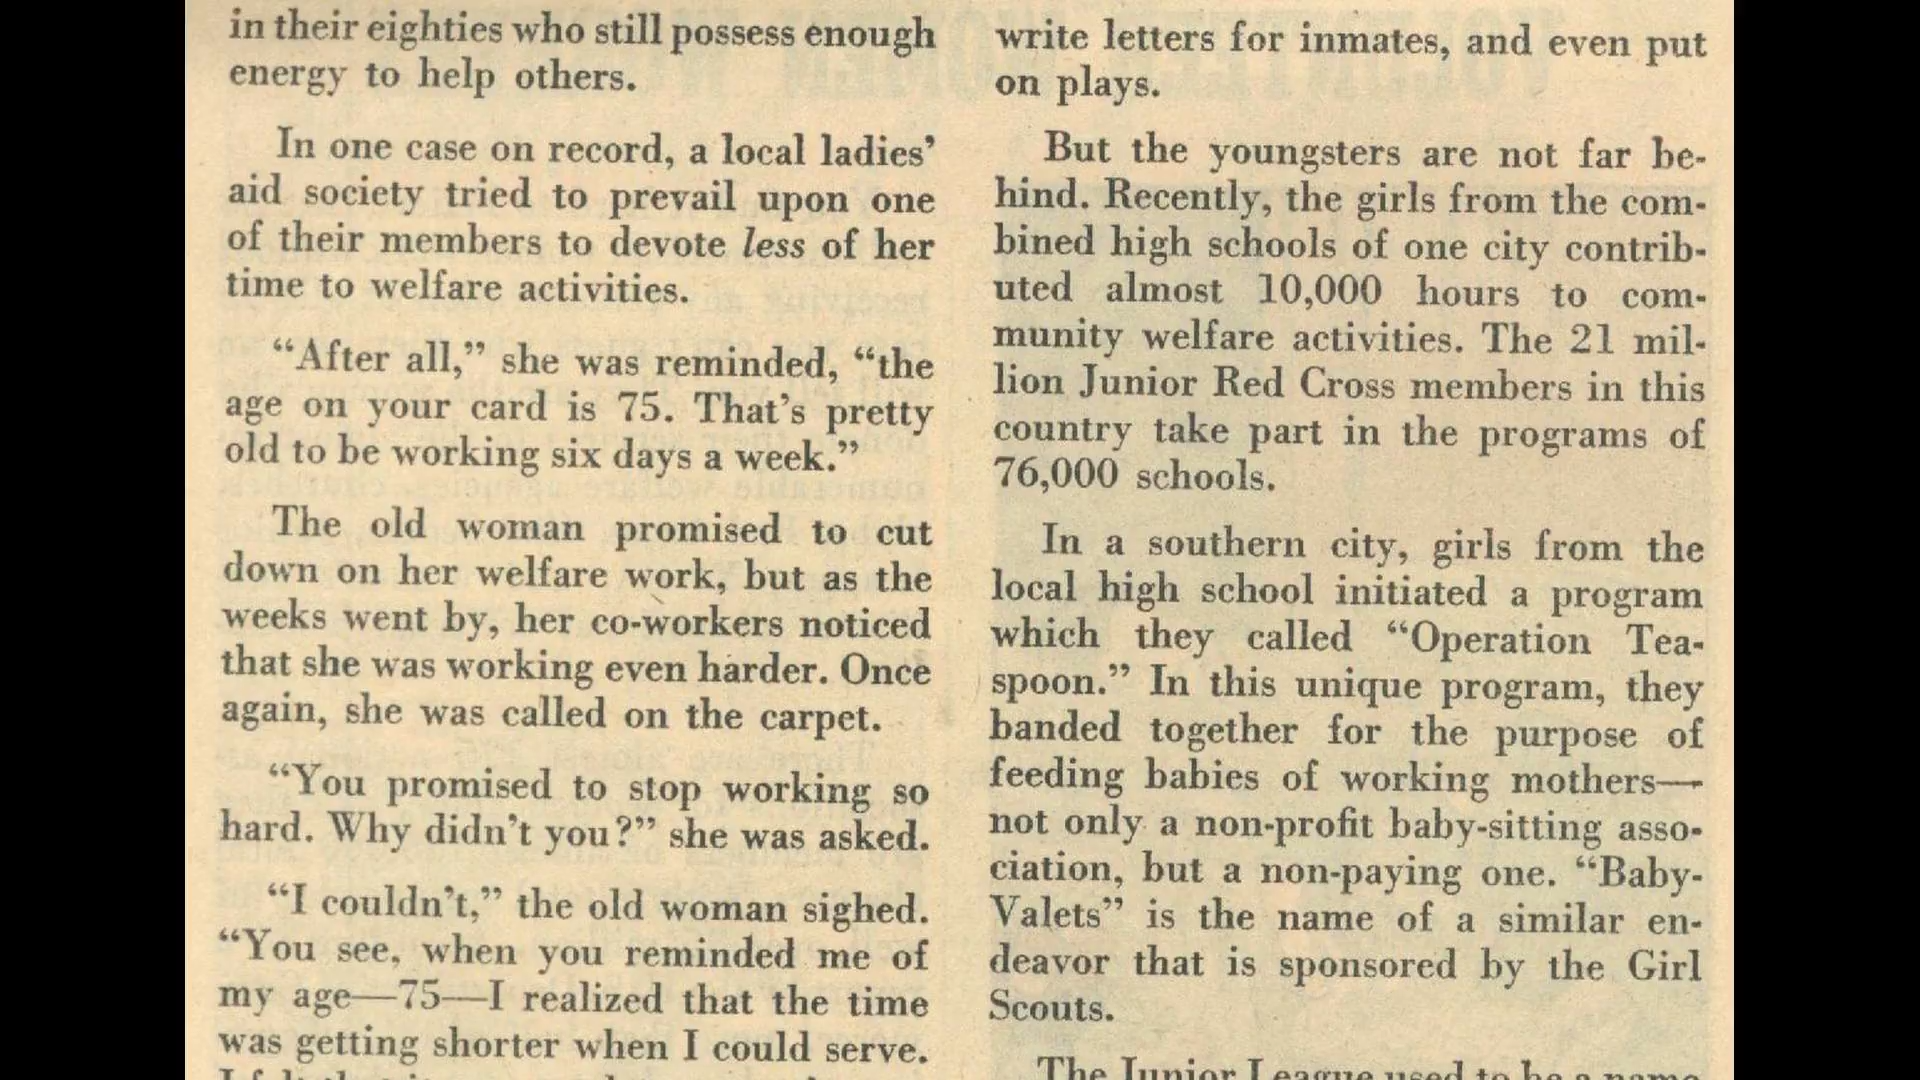 in their eighties who still possess enough
energy to help others.
In one case on record, a local ladies’
aid society tried to prevail upon one
of their members to devote less of her
time to welfare activities.
“After all,” she was reminded, “the
age on your card is 75. That’s pretty
old to be working six days a week.”
The old woman promised to cut
down on her welfare work, but as the
weeks went by, her co-workers noticed
that she was working even harder. Once
again, she was called on the carpet.
“You promised to stop working so
hard. Why didn’t you?” she was asked.
“I couldn’t,” the old woman sighed.
“You see, when you reminded me of
my age—75—I realized that the time
was getting shorter when I could serve.
write letters for inmates, and even put
on plays.
But the youngsters are not far be-
hind. Recently, the girls from the com-
bined high schools of one city contrib-
uted almost 10,000 hours to com-
munity welfare activities. The 21 mil-
lion Junior Red Cross members in this
country take part in the programs of
76,000 schools.
In a southern city, girls from the
local high school initiated a program
which they called “Operation Tea-
spoon.” In this unique program, they
banded together for the purpose of
feeding babies of working mothers—
not only a non-profit baby-sitting asso-
ciation, but a non-paying one. “Baby-
Valets” is the name of a similar en-
deavor that is sponsored by the Girl
Scouts.
The Junior League used to be a name